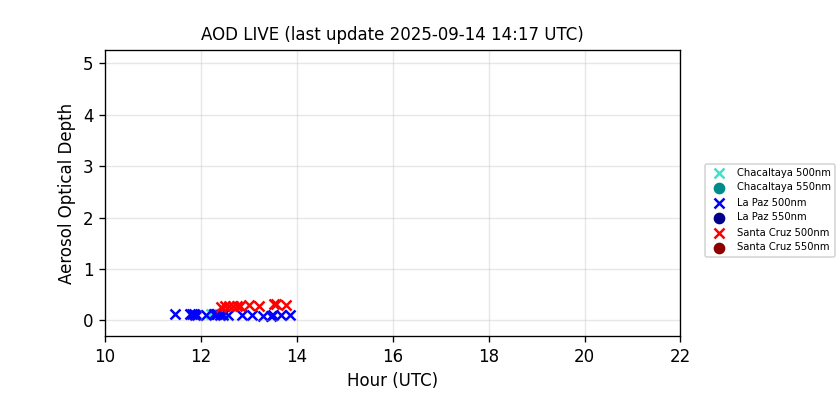 AOD LIVE (last update 2025-09-14 14:17 UTC)
5
4
3
2
1
0
Aerosol Optical Depth
10 12 14 16 18 20 22
Hour (UTC)
Chacaltaya 500nm
Chacaltaya 550nm
La Paz 500nm
La Paz 550nm
Santa Cruz 500nm
Santa Cruz 550nm